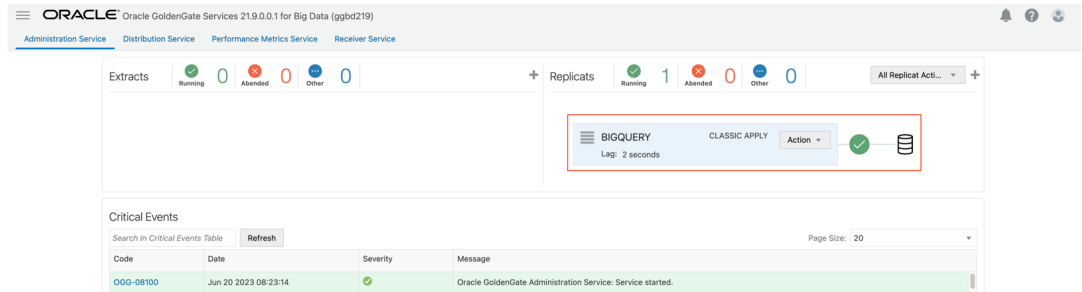 ORACLE Oracle GoldenGate Services 21.9.0.0.1 for Big Data (ggbd219)
Administration Service Distribution Service Performance Metrics Service Receiver Service
Extracts Running 0 Abended 0 Other 0
Replicats Running 1 Abended 0 Other 0 All Replicat Acti...
BIGQUERY CLASSIC APPLY Action
Lag: 2 seconds
Critical Events
Search In Critical Events Table Refresh Page Size: 20
Code Date Severity Message
OGG-08100 Jun 20 2023 08:23:14 Oracle GoldenGate Administration Service: Service started.